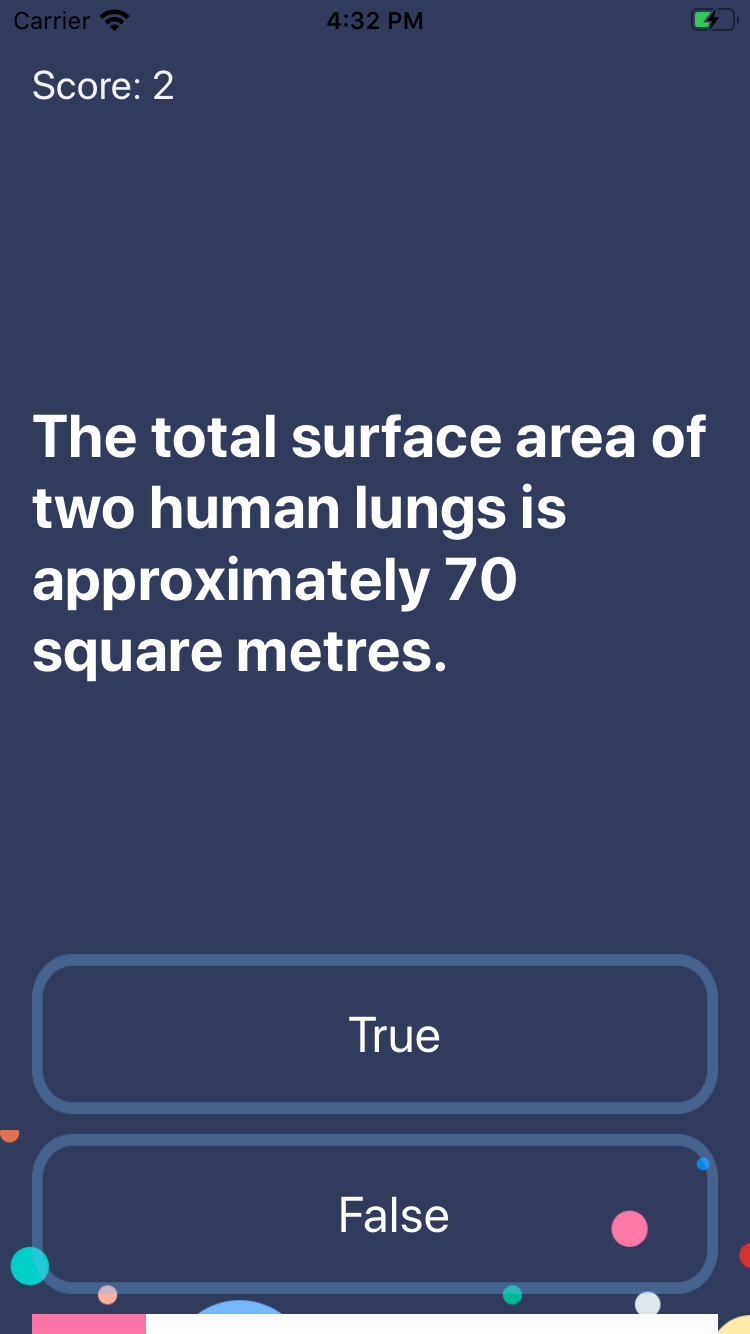 Carrier 4:32 PM
Score: 2
The total surface area of
two human lungs is
approximately 70
square metres.
True
False